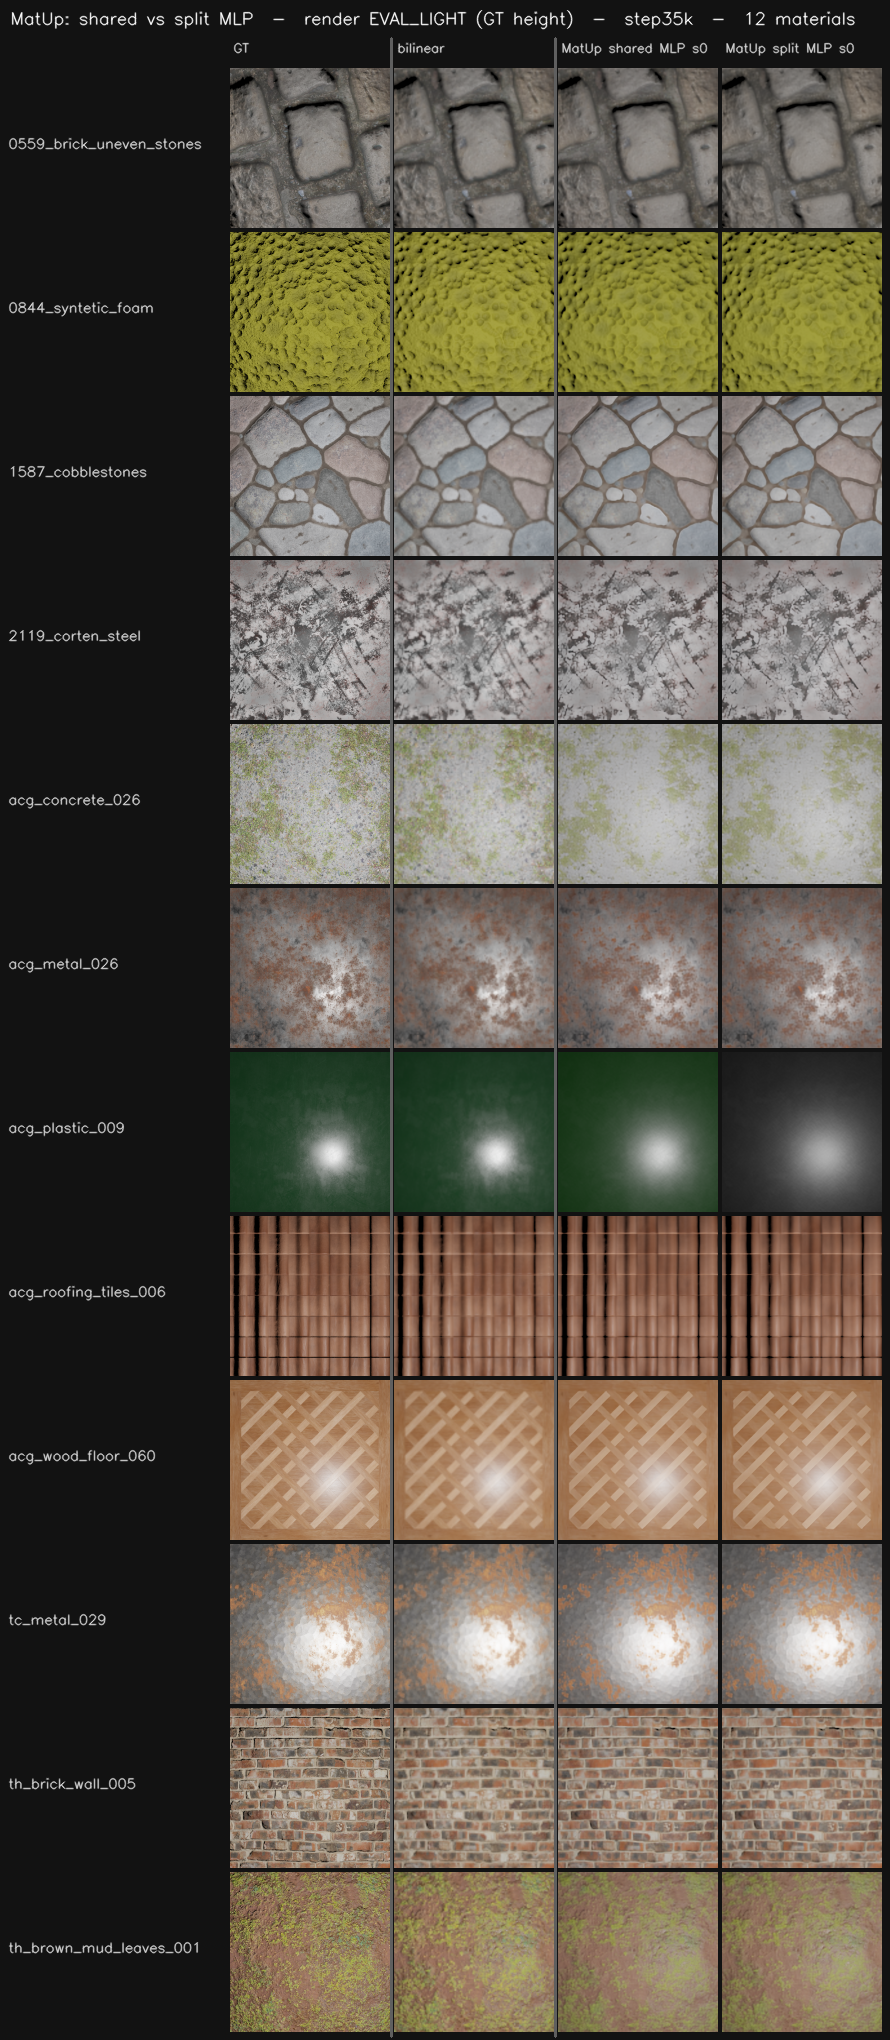 MatUp: shared vs split MLP — render EVAL_LIGHT (GT height) — step35k — 12 materials
GT bilinear MatUp shared MLP s0 MatUp split MLP s0
0559_brick_uneven_stones
0844_syntetic_foam
1587_cobblestones
2119_corten_steel
acg_concrete_026
acg_metal_026
acg_plastic_009
acg_roofing_tiles_006
acg_wood_floor_060
tc_metal_029
th_brick_wall_005
th_brown_mud_leaves_001